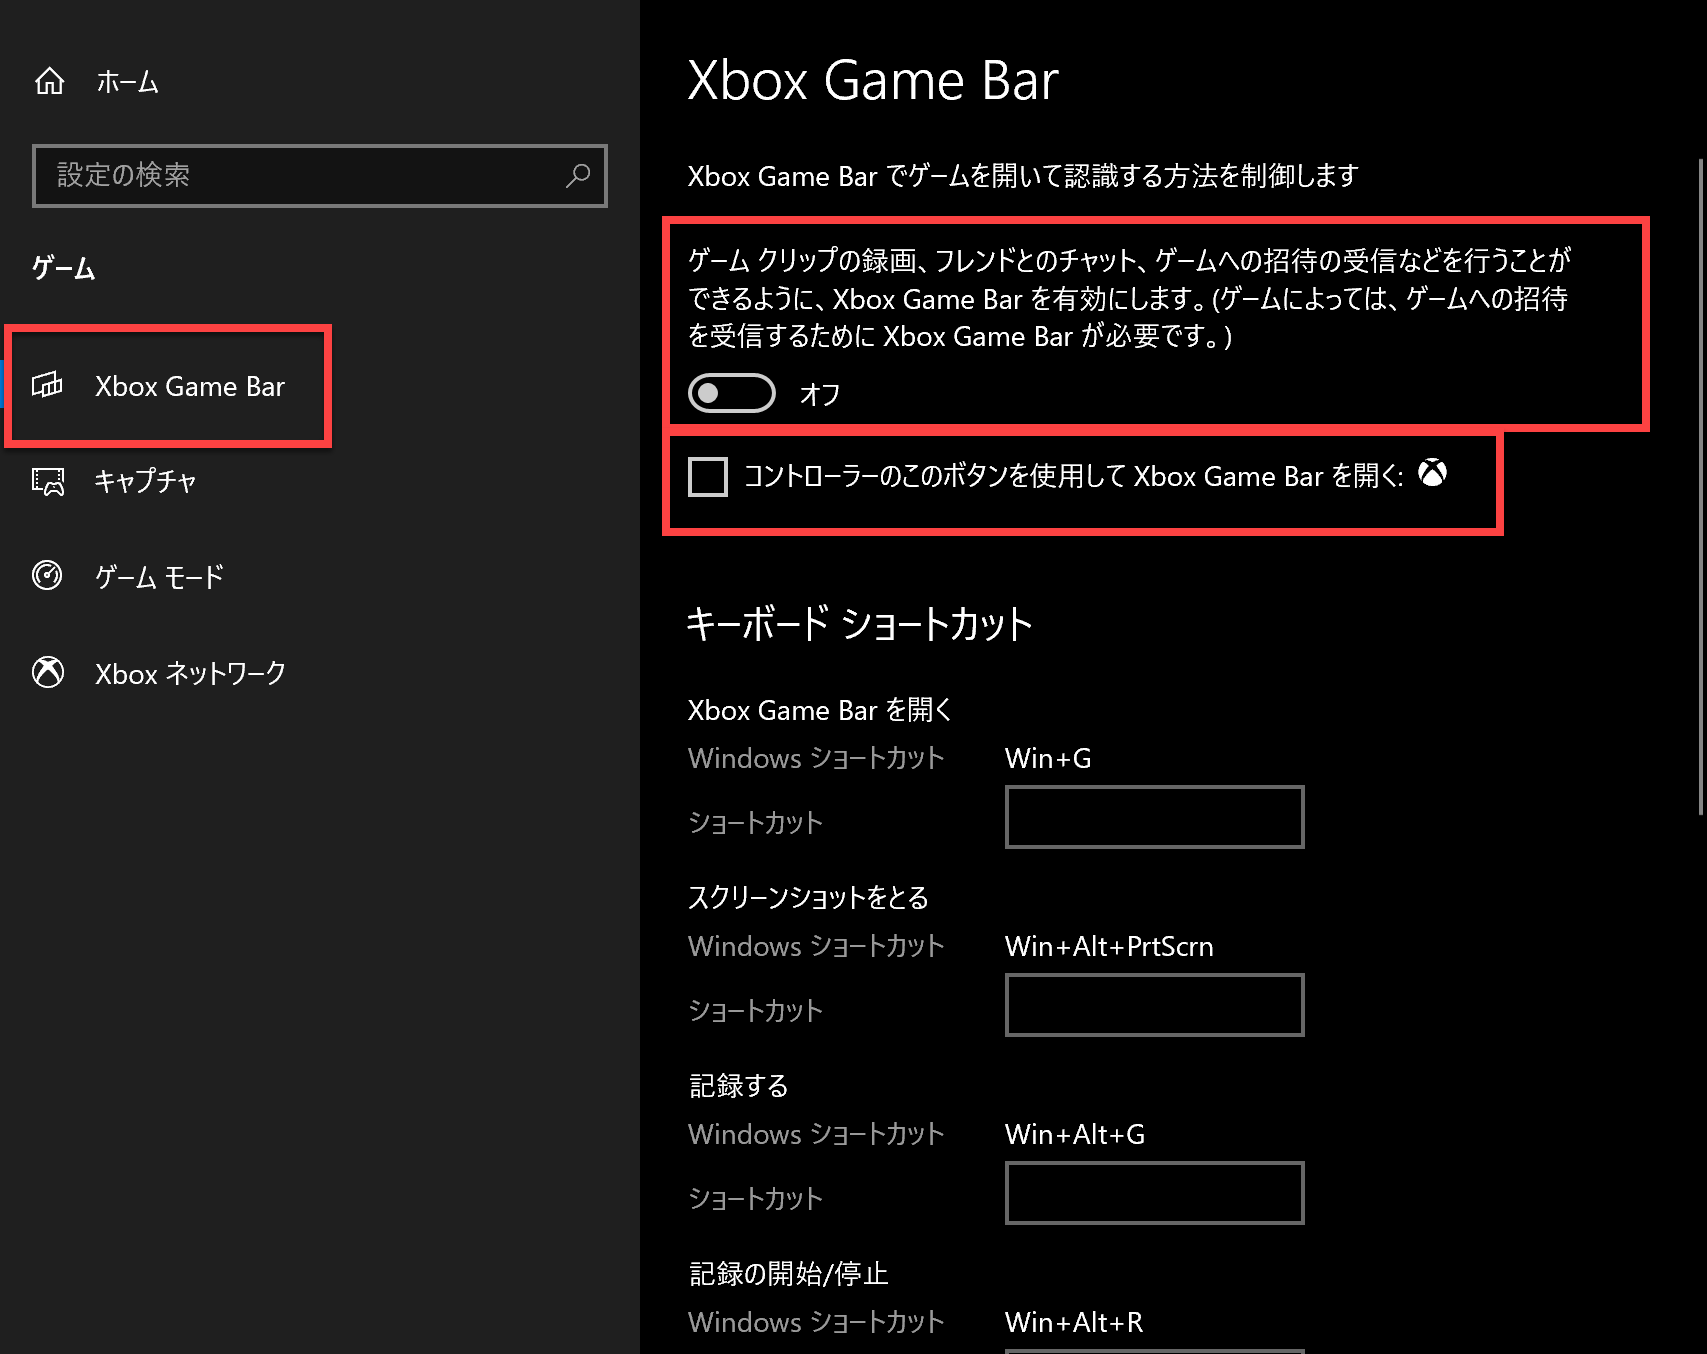 ホーム
設定の検索
ゲーム
Xbox Game Bar
キャプチャ
ゲーム モード
Xbox ネットワーク
Xbox Game Bar
Xbox Game Bar でゲームを開いて認識する方法を制御します
ゲーム クリップの録画、フレンドとのチャット、ゲームへの招待の受信などを行うことが
できるように、Xbox Game Bar を有効にします。(ゲームによっては、ゲームへの招待
を受信するために Xbox Game Bar が必要です。)
オフ
コントローラーのこのボタンを使用して Xbox Game Bar を開く:
キーボード ショートカット
Xbox Game Bar を開く
Windows ショートカット Win+G
ショートカット
スクリーンショットをとる
Windows ショートカット Win+Alt+PrtScrn
ショートカット
記録する
Windows ショートカット Win+Alt+G
ショートカット
記録の開始/停止
Windows ショートカット Win+Alt+R